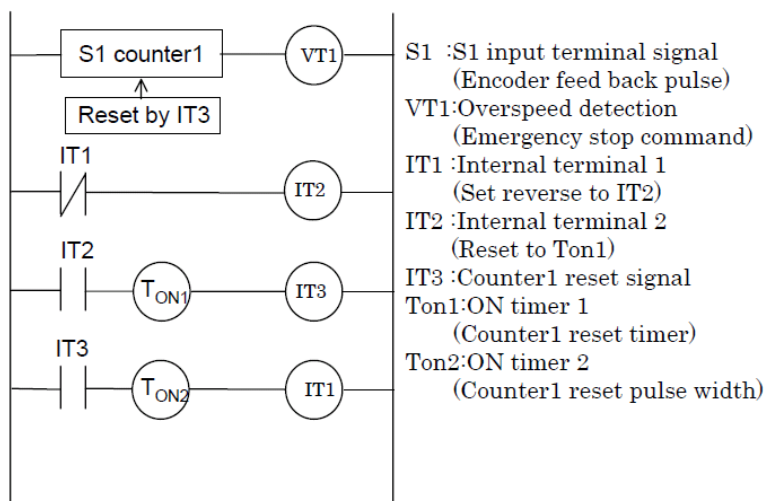 S1 counter1
VT1
Reset by IT3
IT1
IT2
IT2
TON1
IT3
IT3
TON2
IT1
S1 :S1 input terminal signal
(Encoder feed back pulse)
VT1:Overspeed detection
(Emergency stop command)
IT1 :Internal terminal 1
(Set reverse to IT2)
IT2 :Internal terminal 2
(Reset to Ton1)
IT3 :Counter1 reset signal
Ton1:ON timer 1
(Counter1 reset timer)
Ton2:ON timer 2
(Counter1 reset pulse width)